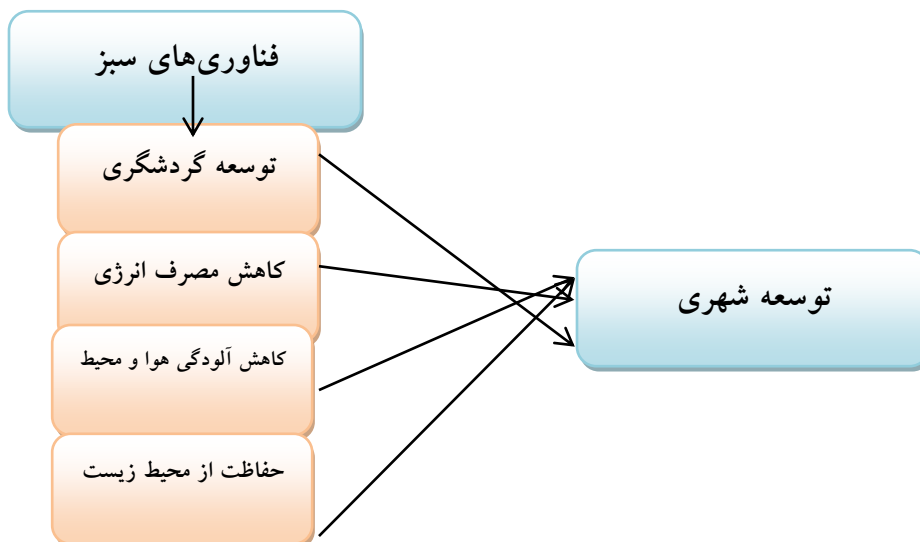 فناوری‌های سبز
توسعه گردشگری
کاهش مصرف انرژی
کاهش آلودگی هوا و محیط
حفاظت از محیط زیست
توسعه شهری